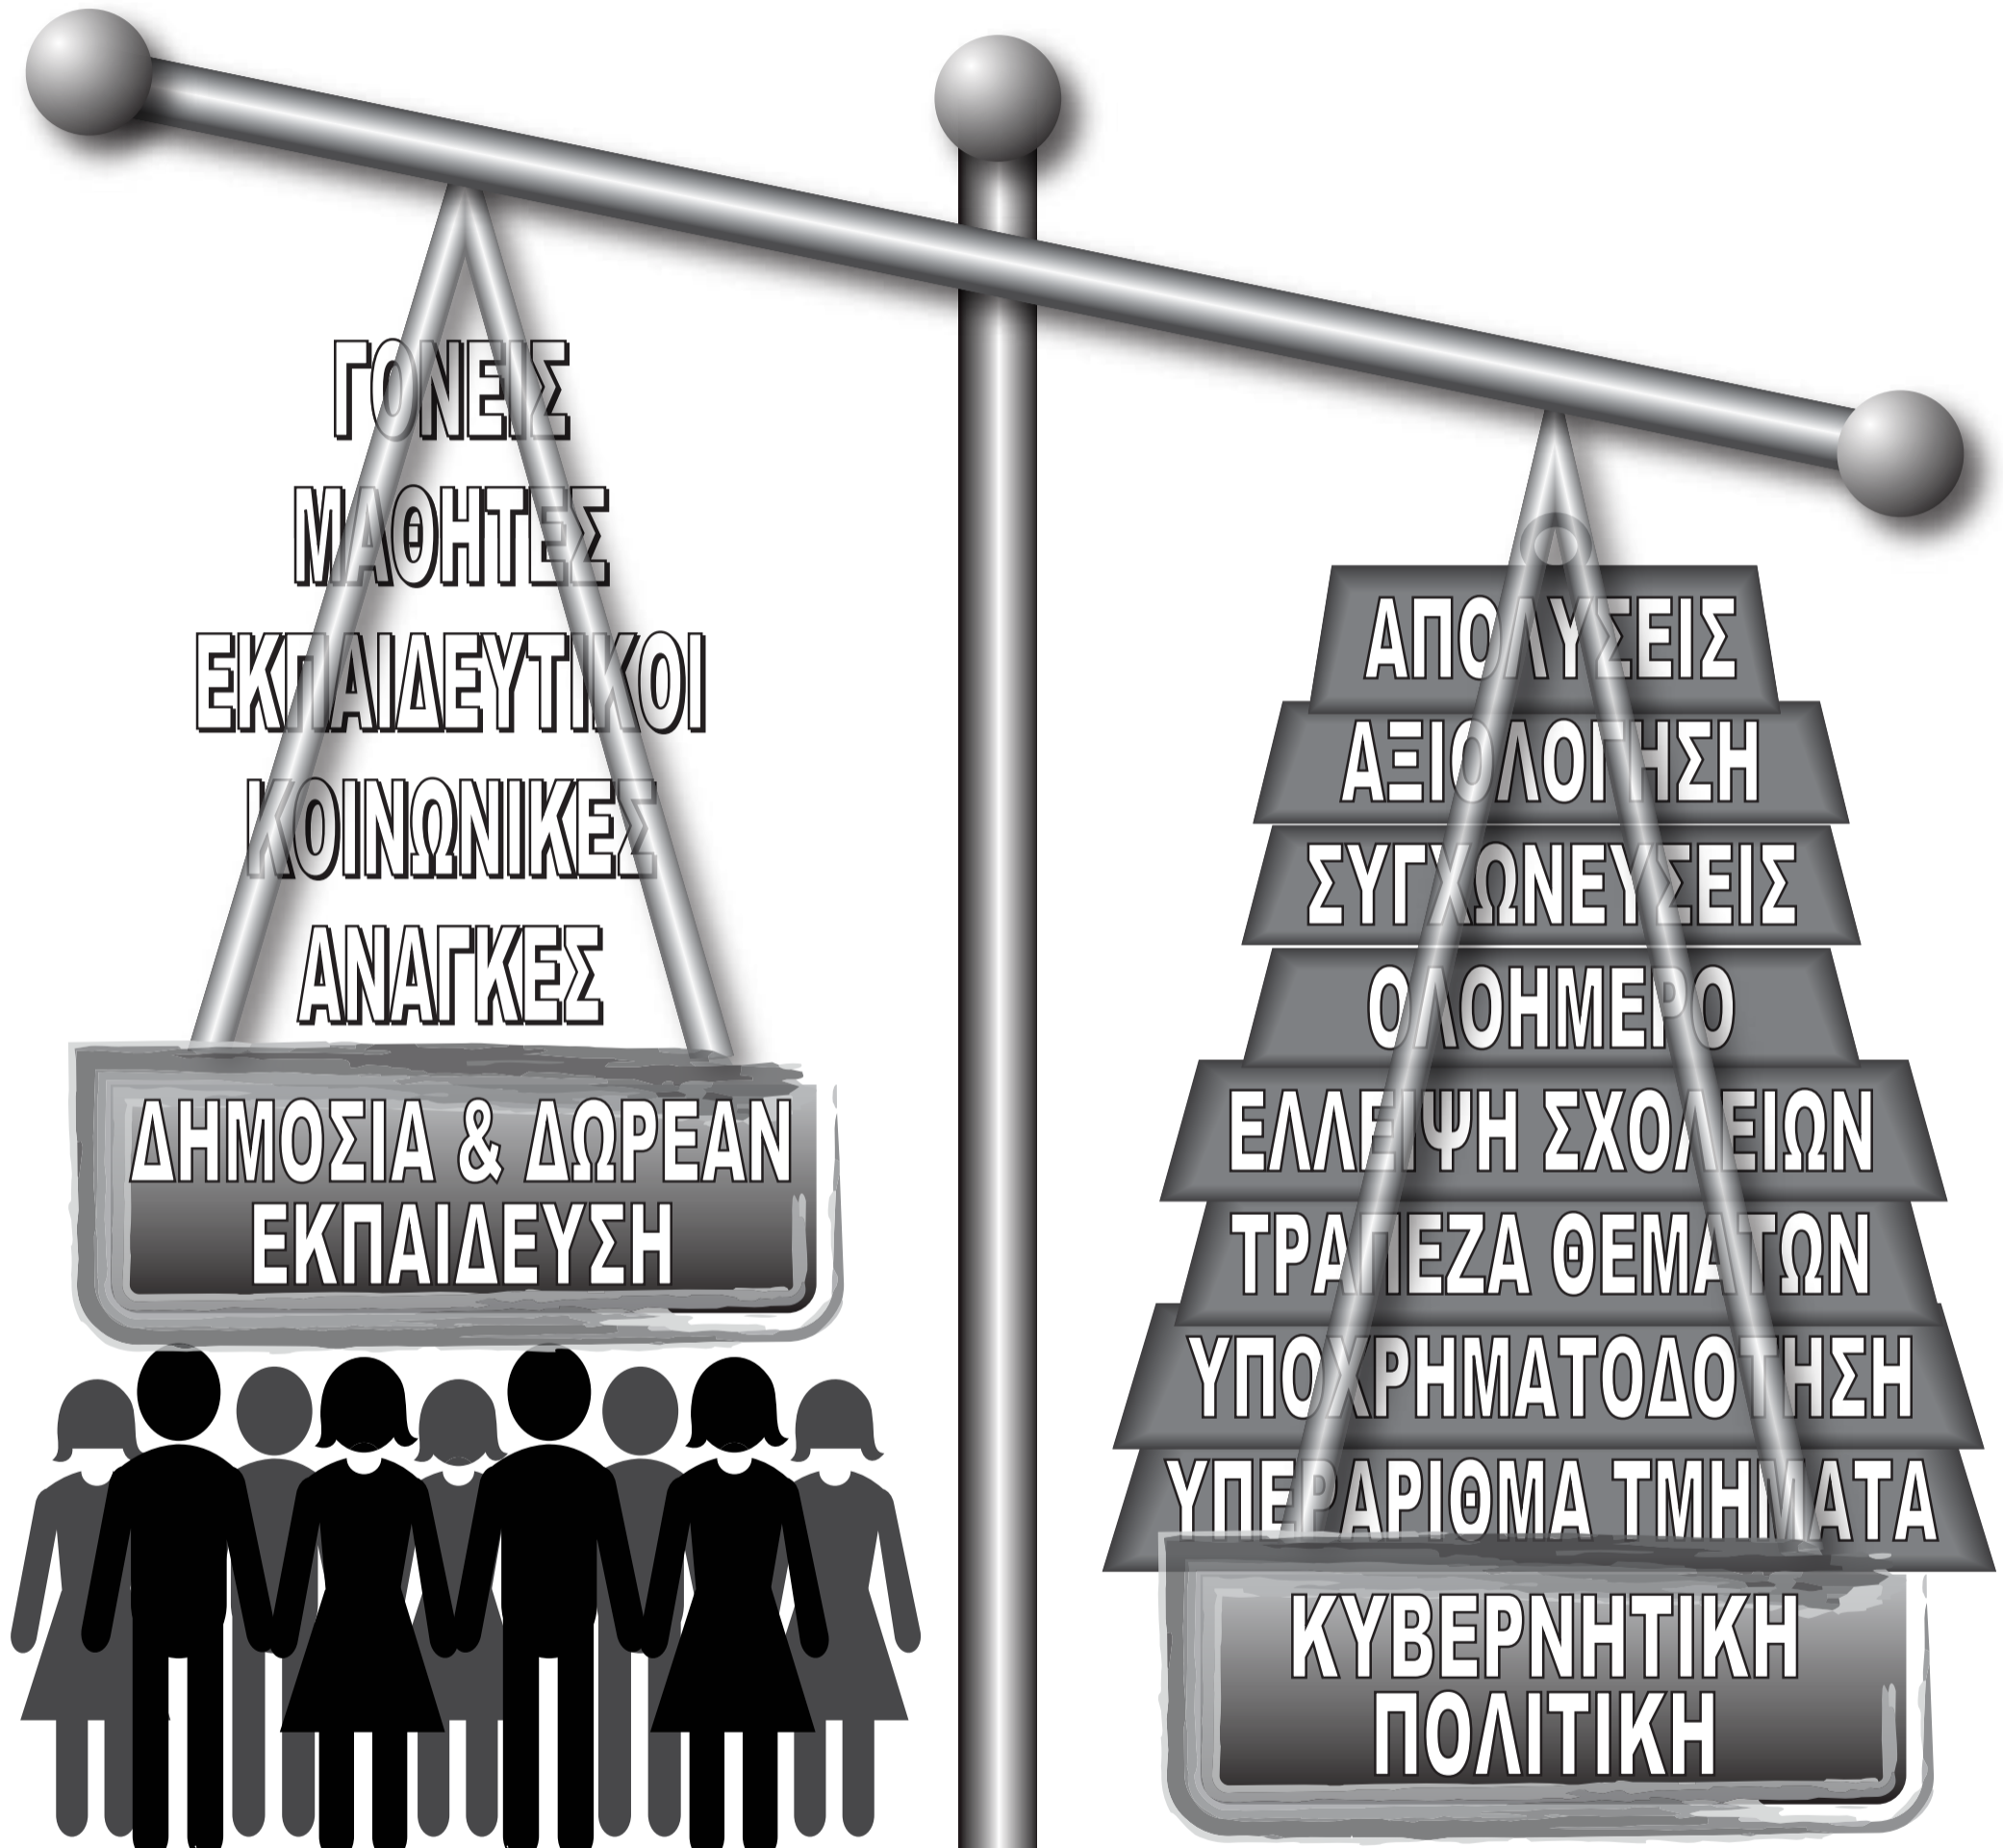 ΓΟΝΕΙΣ
ΜΑΘΗΤΕΣ
ΕΚΠΑΙΔΕΥΤΙΚΟΙ
ΚΟΙΝΩΝΙΚΕΣ
ΑΝΑΓΚΕΣ
ΔΗΜΟΣΙΑ & ΔΩΡΕΑΝ
ΕΚΠΑΙΔΕΥΣΗ
ΑΠΟΛΥΣΕΙΣ
ΑΞΙΟΛΟΓΗΣΗ
ΣΥΓΧΩΝΕΥΣΕΙΣ
ΟΛΟΗΜΕΡΟ
ΕΛΛΕΙΨΗ ΣΧΟΛΕΙΩΝ
ΤΡΑΠΕΖΑ ΘΕΜΑΤΩΝ
ΥΠΟΧΡΗΜΑΤΟΔΟΤΗΣΗ
ΥΠΕΡΑΡΙΘΜΑ ΤΜΗΜΑΤΑ
ΚΥΒΕΡΝΗΤΙΚΗ
ΠΟΛΙΤΙΚΗ